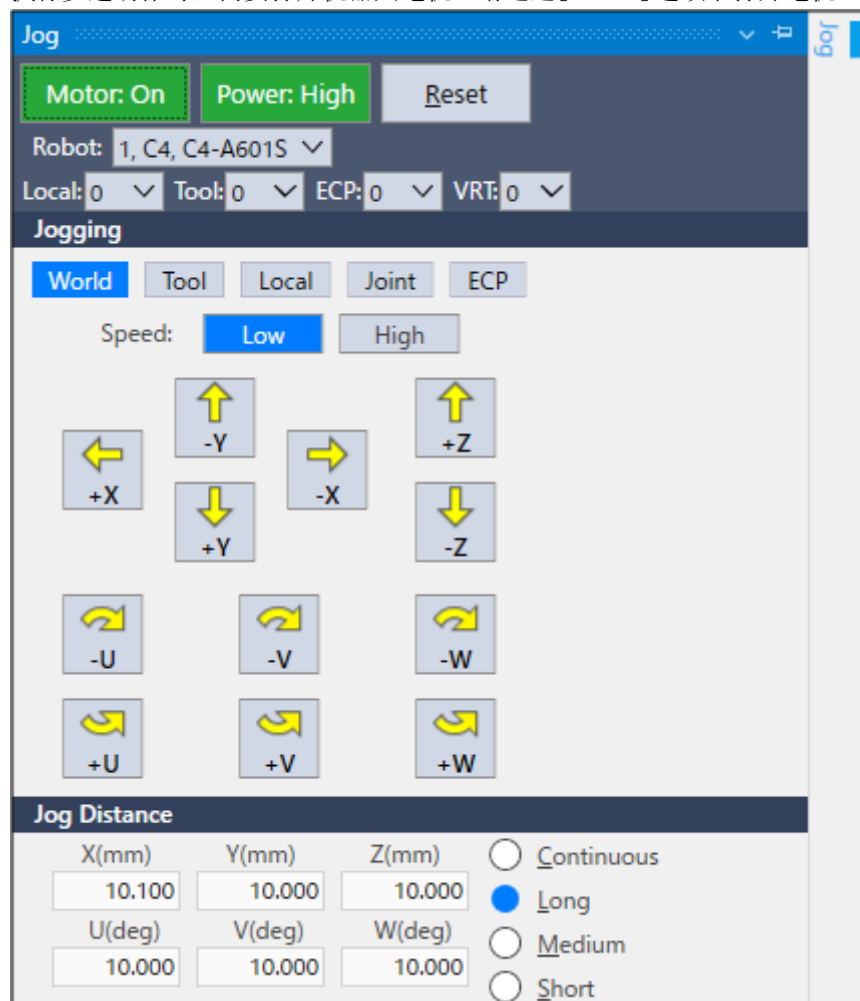 Jog
Jog
Motor: On Power: High Reset
Robot: 1, C4, C4-A601S
Local: 0 Tool: 0 ECP: 0 VRT: 0
Jogging
World Tool Local Joint ECP
Speed: Low High
-Y +Z
+X -X
+Y -Z
-U -V -W
+U +V +W
Jog Distance
X(mm) Y(mm) Z(mm) Continuous
10.100 10.000 10.000 Long
U(deg) V(deg) W(deg) Medium
10.000 10.000 10.000 Short